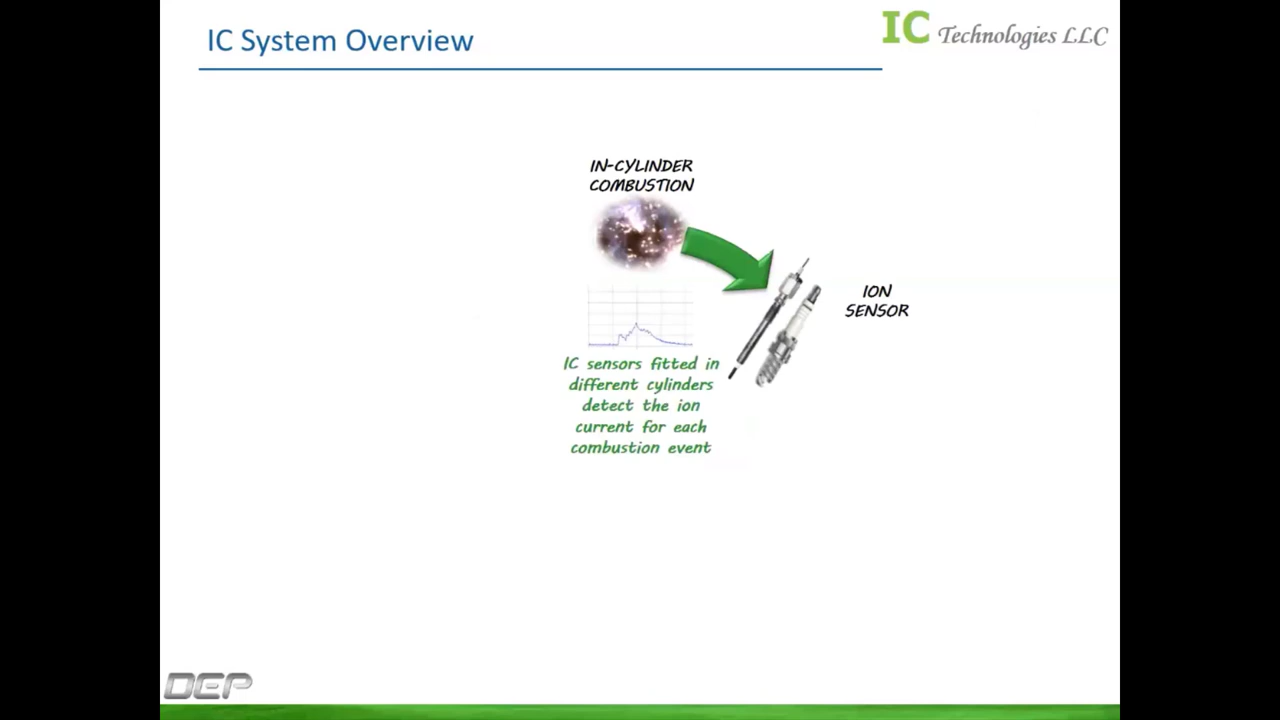 IC System Overview
IC Technologies LLC
IN-CYLINDER
COMBUSTION
ION
SENSOR
IC sensors fitted in
different cylinders
detect the ion
current for each
combustion event
DEP